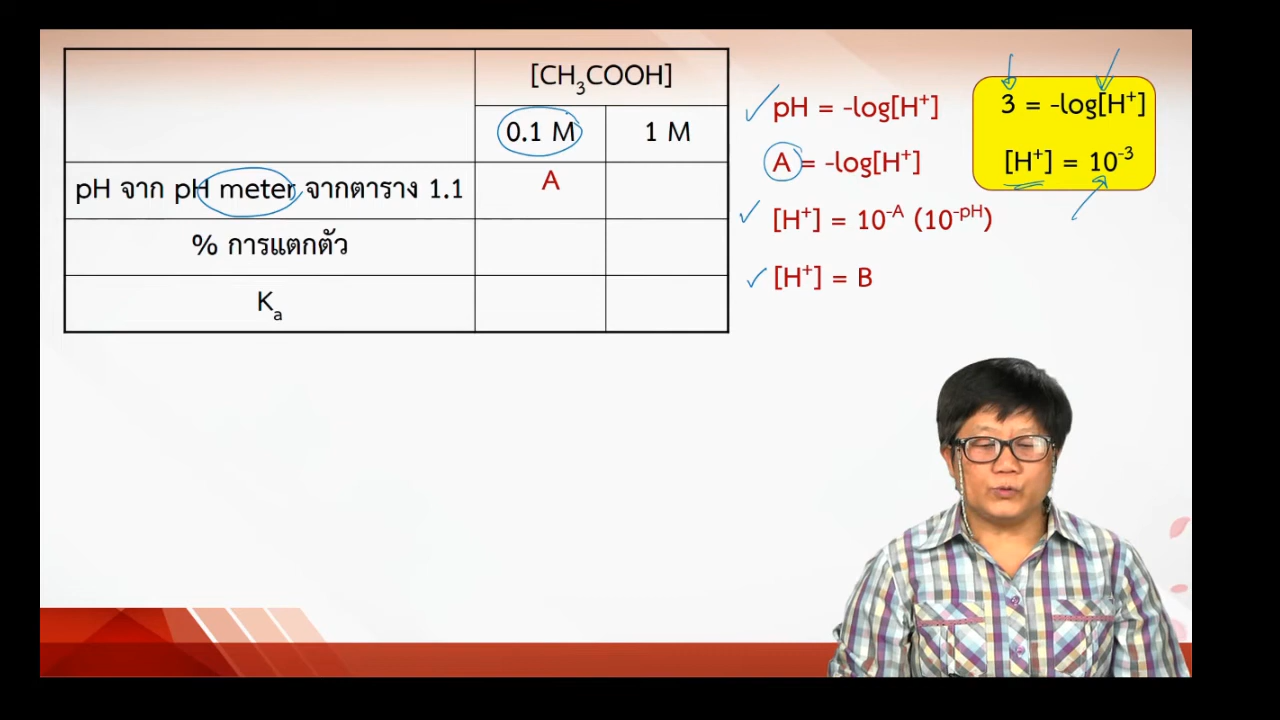 [CH₃COOH]
0.1 M 1 M
pH จาก pH meter จากตาราง 1.1 A
% การแตกตัว
Kₐ
pH = -log[H⁺]
A = -log[H⁺]
[H⁺] = 10⁻ᴬ (10⁻ᵖᴴ)
[H⁺] = B
3 = -log[H⁺]
[H⁺] = 10⁻³